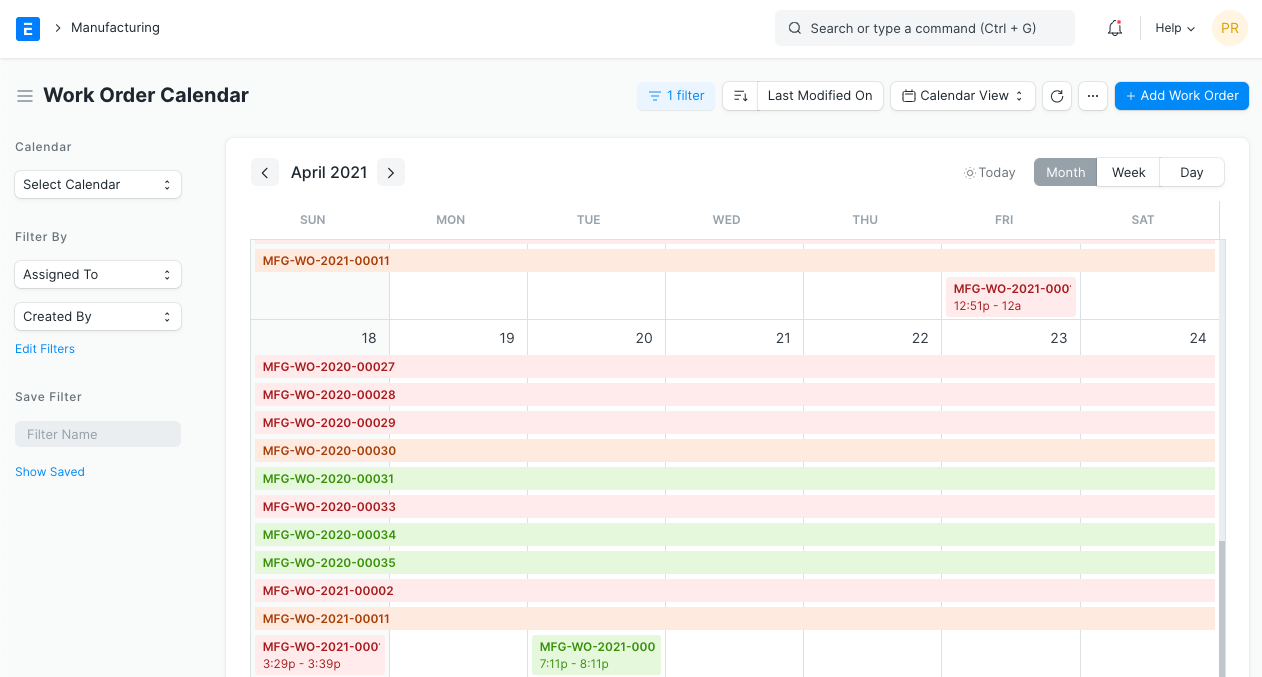 E
Manufacturing
Search or type a command (Ctrl + G)
Help
PR
Work Order Calendar
1 filter
Last Modified On
Calendar View
+ Add Work Order
Calendar
Select Calendar
Filter By
Assigned To
Created By
Edit Filters
Save Filter
Filter Name
Show Saved
April 2021
Today
Month
Week
Day
SUN MON TUE WED THU FRI SAT
MFG-WO-2021-00011
MFG-WO-2021-000
12:51p - 12a
18 19 20 21 22 23 24
MFG-WO-2020-00027
MFG-WO-2020-00028
MFG-WO-2020-00029
MFG-WO-2020-00030
MFG-WO-2020-00031
MFG-WO-2020-00033
MFG-WO-2020-00034
MFG-WO-2020-00035
MFG-WO-2021-00002
MFG-WO-2021-00011
MFG-WO-2021-000
3:29p - 3:39p
MFG-WO-2021-000
7:11p - 8:11p